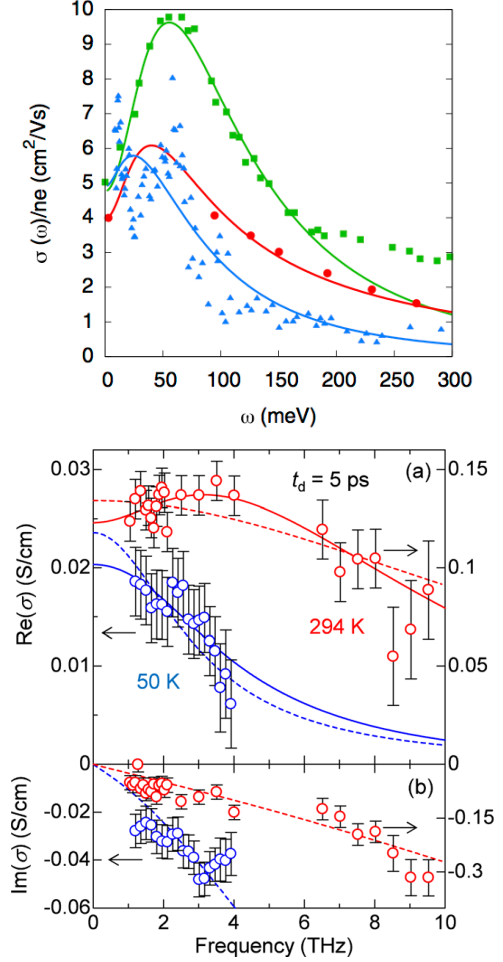 10
9
8
7
6
5
4
3
2
1
0
σ (ω)/ne (cm²/Vs)
0 50 100 150 200 250 300
ω (meV)
0.03 (a) 0.15
t_d = 5 ps
Re(σ) (S/cm)
0.02 0.10
294 K
0.01 50 K 0.05
0 0
(b)
-0.02 -0.15
Im(σ) (S/cm)
-0.04 -0.3
-0.06
0 2 4 6 8 10
Frequency (THz)